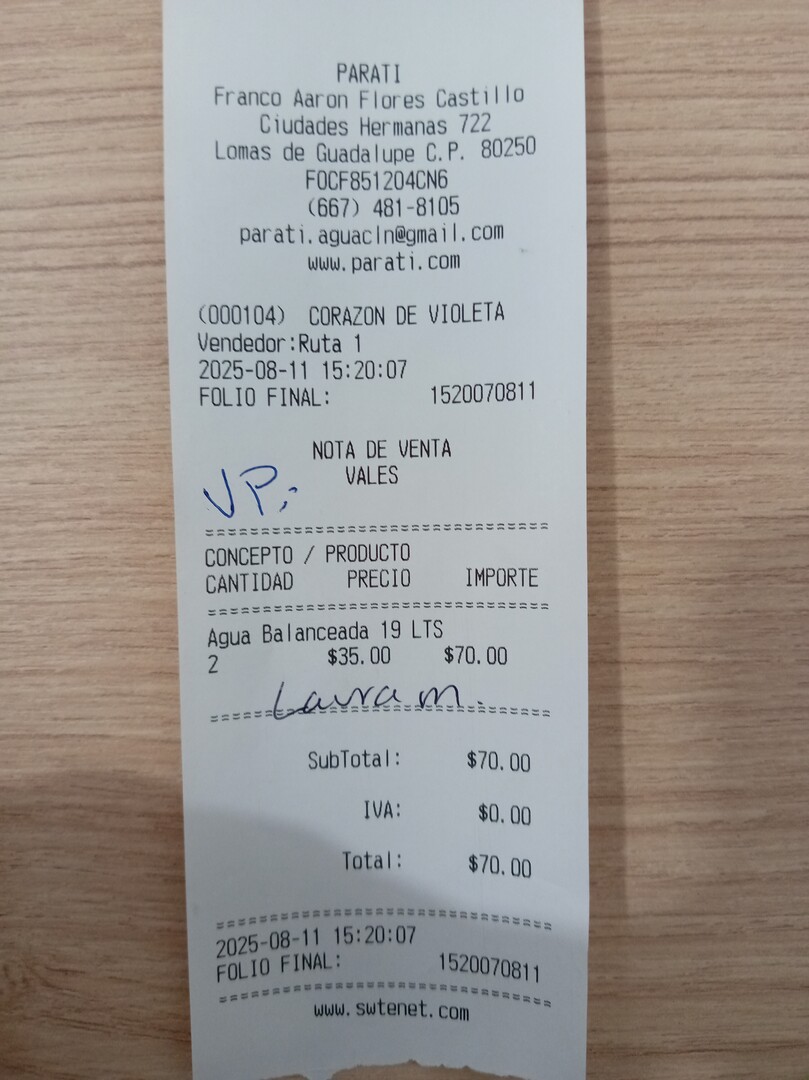 PARATI
Franco Aaron Flores Castillo
Ciudades Hermanas 722
Lomas de Guadalupe C.P. 80250
FOCF851204CN6
(667) 481-8105
parati.aguacln@gmail.com
www.parati.com
(000104) CORAZON DE VIOLETA
Vendedor:Ruta 1
2025-08-11 15:20:07
FOLIO FINAL: 1520070811
NOTA DE VENTA
VALES
VP.-
================================
CONCEPTO / PRODUCTO
CANTIDAD PRECIO IMPORTE
================================
Agua Balanceada 19 LTS
2 $35.00 $70.00
Laura m.
================================
SubTotal: $70.00
IVA: $0.00
Total: $70.00
================================
2025-08-11 15:20:07
FOLIO FINAL: 1520070811
================================
www.swtenet.com